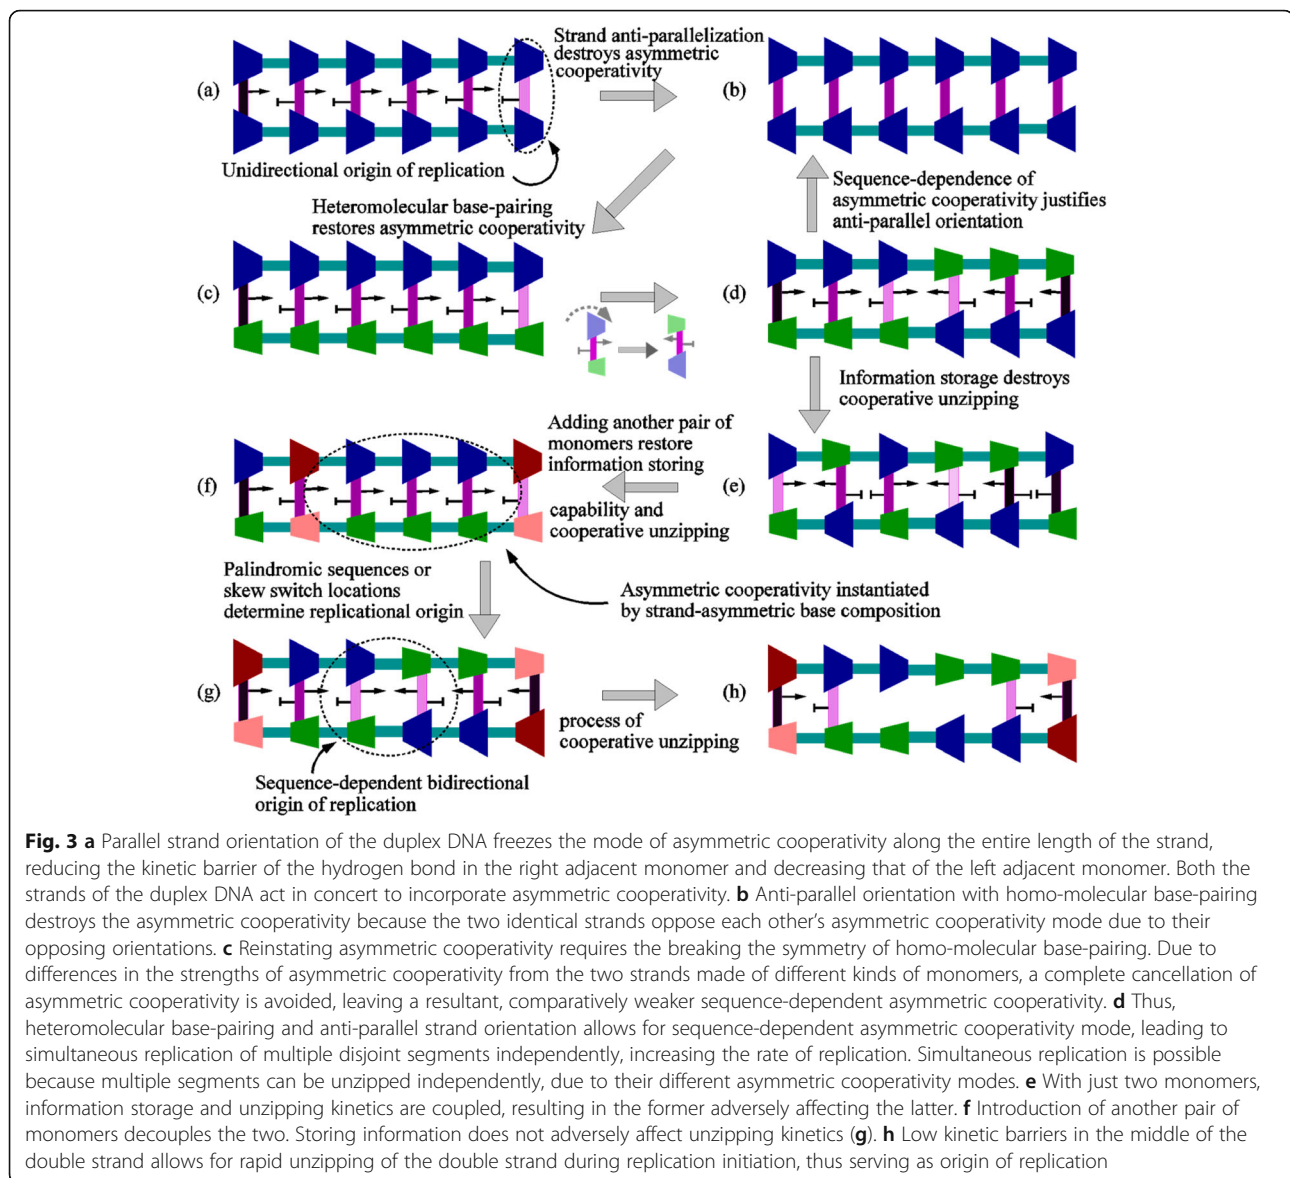 Strand anti-parallelization
destroys asymmetric
cooperativity
(a)
(b)
Unidirectional origin of replication
Sequence-dependence of
asymmetric cooperativity justifies
anti-parallel orientation
Heteromolecular base-pairing
restores asymmetric cooperativity
(c)
(d)
Information storage destroys
cooperative unzipping
Adding another pair of
monomers restore
information storing
(f)
(e)
capability and
cooperative unzipping
Palindromic sequences or
skew switch locations
determine replicational origin
Asymmetric cooperativity instantiated
by strand-asymmetric base composition
(g)
(h)
process of
cooperative unzipping
Sequence-dependent bidirectional
origin of replication
Fig. 3 a Parallel strand orientation of the duplex DNA freezes the mode of asymmetric cooperativity along the entire length of the strand,
reducing the kinetic barrier of the hydrogen bond in the right adjacent monomer and decreasing that of the left adjacent monomer. Both the
strands of the duplex DNA act in concert to incorporate asymmetric cooperativity. b Anti-parallel orientation with homo-molecular base-pairing
destroys the asymmetric cooperativity because the two identical strands oppose each other's asymmetric cooperativity mode due to their
opposing orientations. c Reinstating asymmetric cooperativity requires the breaking the symmetry of homo-molecular base-pairing. Due to
differences in the strengths of asymmetric cooperativity from the two strands made of different kinds of monomers, a complete cancellation of
asymmetric cooperativity is avoided, leaving a resultant, comparatively weaker sequence-dependent asymmetric cooperativity. d Thus,
heteromolecular base-pairing and anti-parallel strand orientation allows for sequence-dependent asymmetric cooperativity mode, leading to
simultaneous replication of multiple disjoint segments independently, increasing the rate of replication. Simultaneous replication is possible
because multiple segments can be unzipped independently, due to their different asymmetric cooperativity modes. e With just two monomers,
information storage and unzipping kinetics are coupled, resulting in the former adversely affecting the latter. f Introduction of another pair of
monomers decouples the two. Storing information does not adversely affect unzipping kinetics (g). h Low kinetic barriers in the middle of the
double strand allows for rapid unzipping of the double strand during replication initiation, thus serving as origin of replication